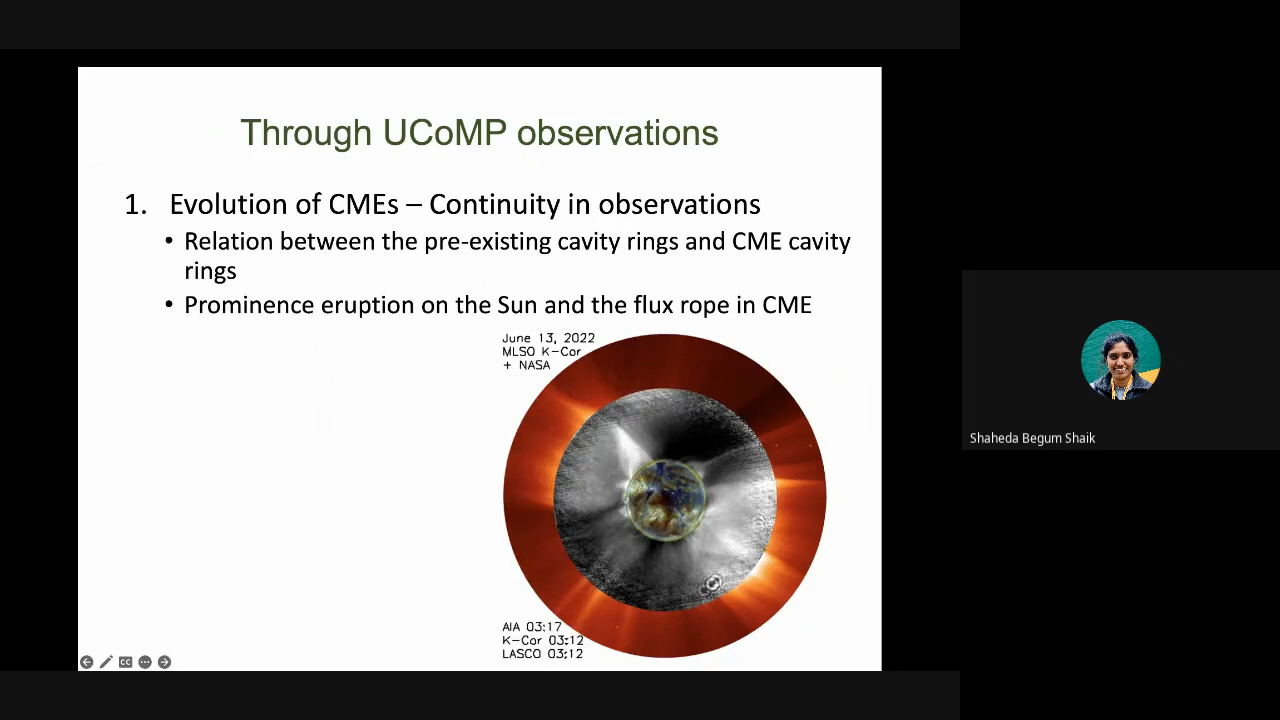 Through UCoMP observations
1. Evolution of CMEs – Continuity in observations
• Relation between the pre-existing cavity rings and CME cavity
rings
• Prominence eruption on the Sun and the flux rope in CME
June 13, 2022
MLSO K-Cor
+ NASA
AIA 03:17
K-Cor 03:12
LASCO 03:12
CC
Shaheda Begum Shaik